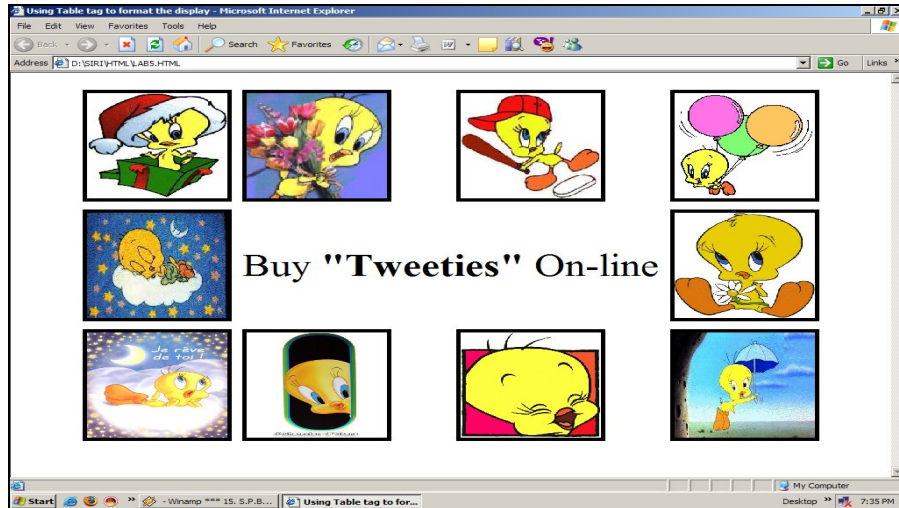 Using Table tag to format the display - Microsoft Internet Explorer
File Edit View Favorites Tools Help
Back Search Favorites
Address D:\SIRI\HTML\LAB5.HTML Go Links »
Buy "Tweeties" On-line
Je rêve
de toi !
My Computer
Start » - Winamp *** 15. S.P.B... Using Table tag to for... Desktop » 7:35 PM